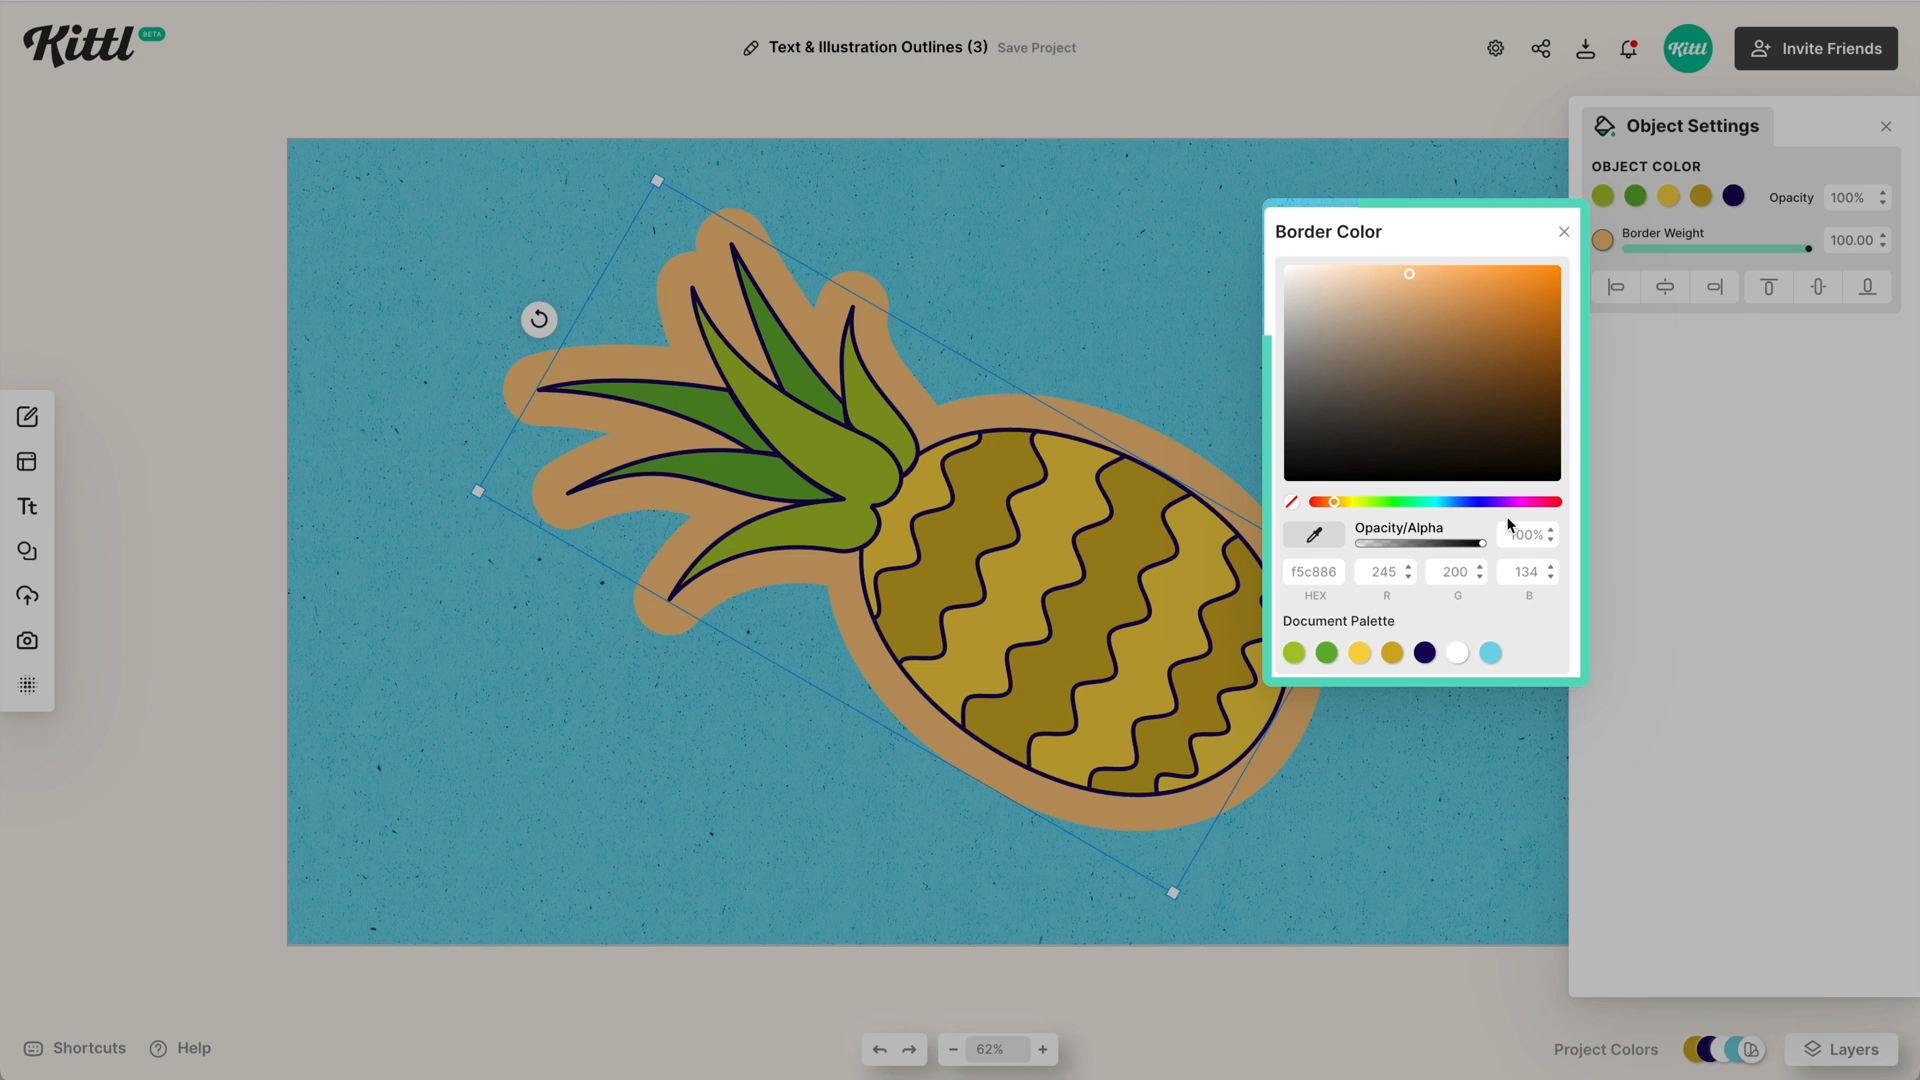 Kittl BETA
Text & Illustration Outlines (3) Save Project
Kittl
Invite Friends
Object Settings
OBJECT COLOR
Opacity 100%
Border Weight 100.00
Border Color
Tt
Opacity/Alpha 100%
f5c886 245 200 134
HEX R G B
Document Palette
Shortcuts Help
62%
Project Colors Layers